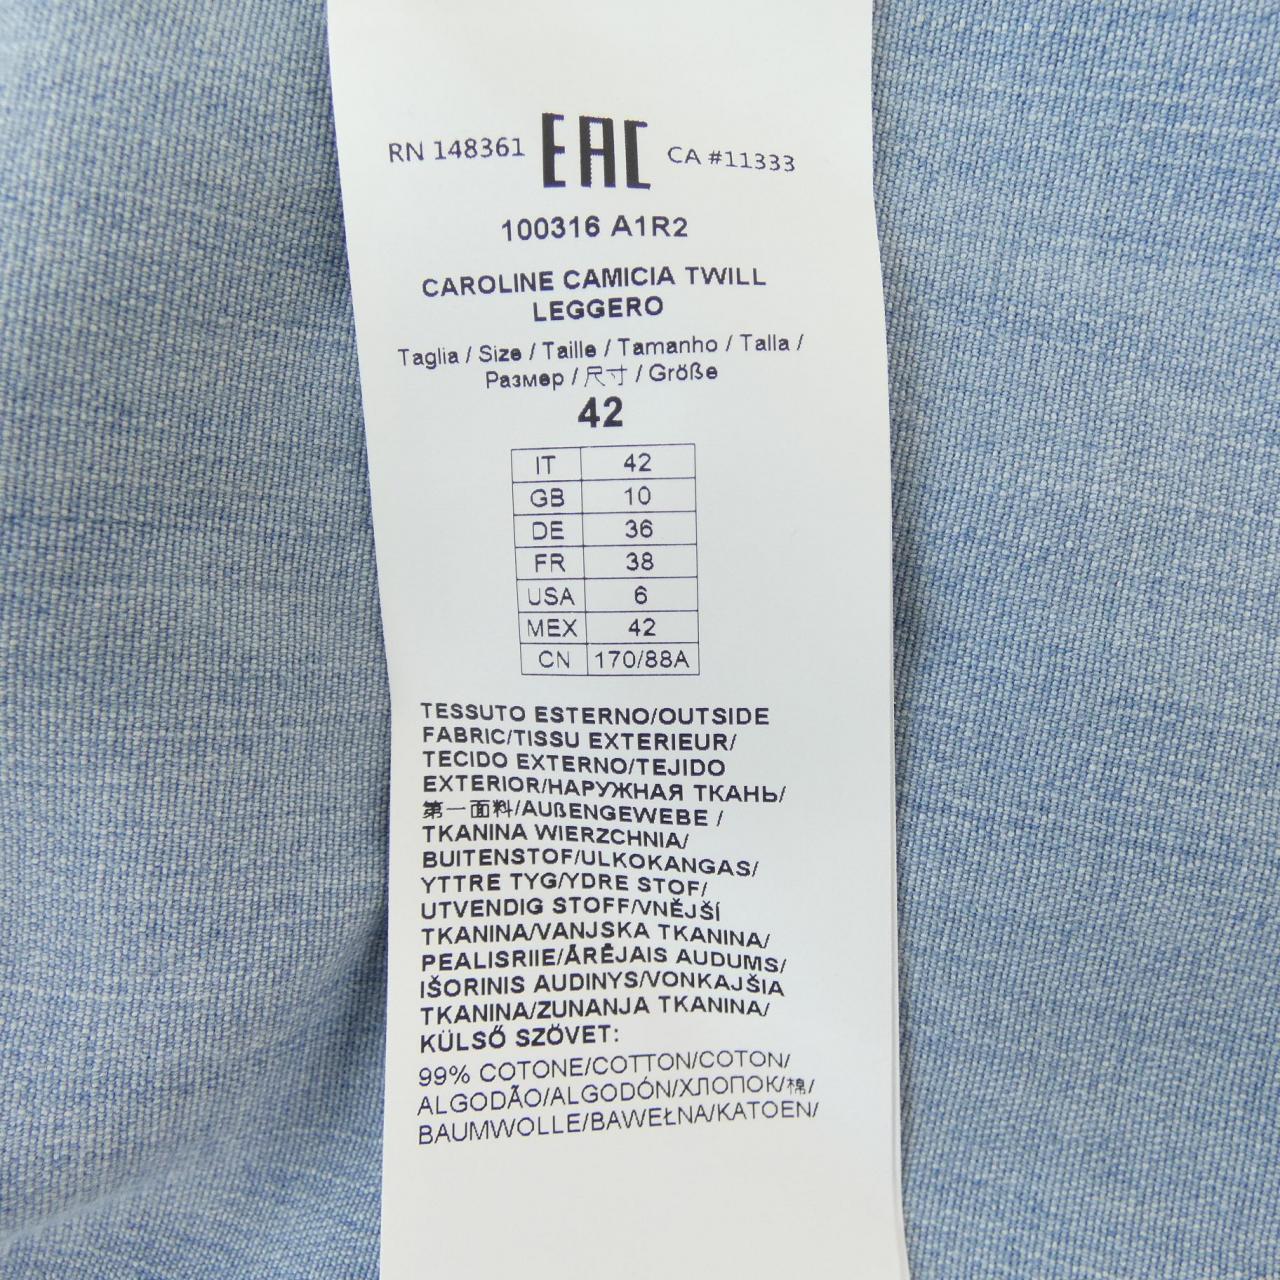 RN 148361 EAC CA #11333
100316 A1R2
CAROLINE CAMICIA TWILL
LEGGERO
Taglia / Size / Taille / Tamanho / Talla /
Размер / 尺寸 / Größe
42
IT 42
GB 10
DE 36
FR 38
USA 6
MEX 42
CN 170/88A
TESSUTO ESTERNO/OUTSIDE
FABRIC/TISSU EXTERIEUR/
TECIDO EXTERNO/TEJIDO
EXTERIOR/НАРУЖНАЯ ТКАНЬ/
第一面料/AUßENGEWEBE /
TKANINA WIERZCHNIA/
BUITENSTOF/ULKOKANGAS/
YTTRE TYG/YDRE STOF/
UTVENDIG STOFF/VNĚJŠÍ
TKANINA/VANJSKA TKANINA/
PEALISRIIE/ĀRĒJAIS AUDUMS/
IŠORINIS AUDINYS/VONKAJŠIA
TKANINA/ZUNANJA TKANINA/
KÜLSŐ SZÖVET:
99% COTONE/COTTON/COTON/
ALGODÃO/ALGODÓN/ХЛОПОК/棉/
BAUMWOLLE/BAWEŁNA/KATOEN/